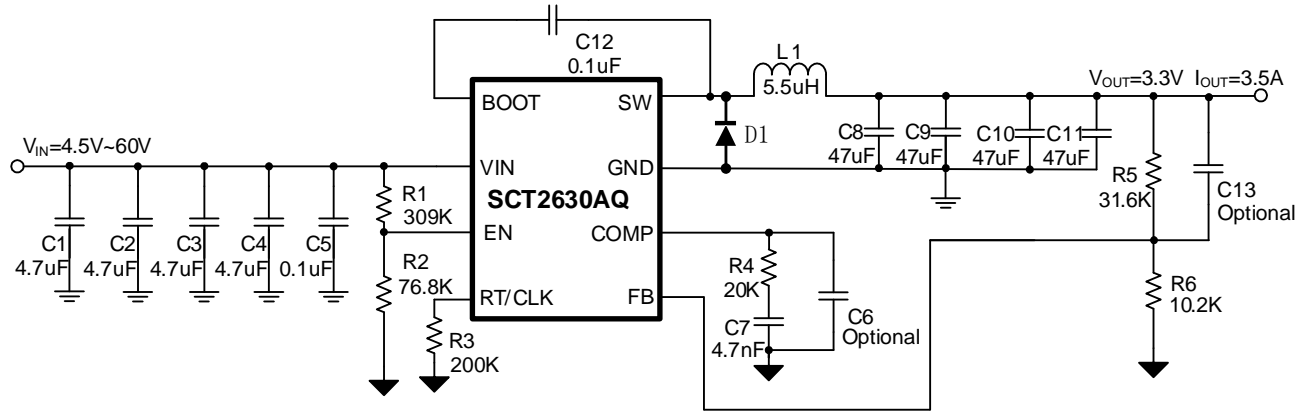 C12
0.1uF
L1
5.5uH
V_OUT=3.3V I_OUT=3.5A
BOOT
SW
D1
C8
47uF
C9
47uF
C10
47uF
C11
47uF
V_IN=4.5V~60V
VIN
GND
SCT2630AQ
R1
309K
R5
31.6K
C13
Optional
C1
4.7uF
C2
4.7uF
C3
4.7uF
C4
4.7uF
C5
0.1uF
EN
COMP
R2
76.8K
R4
20K
RT/CLK
FB
R6
10.2K
C6
Optional
C7
4.7nF
R3
200K